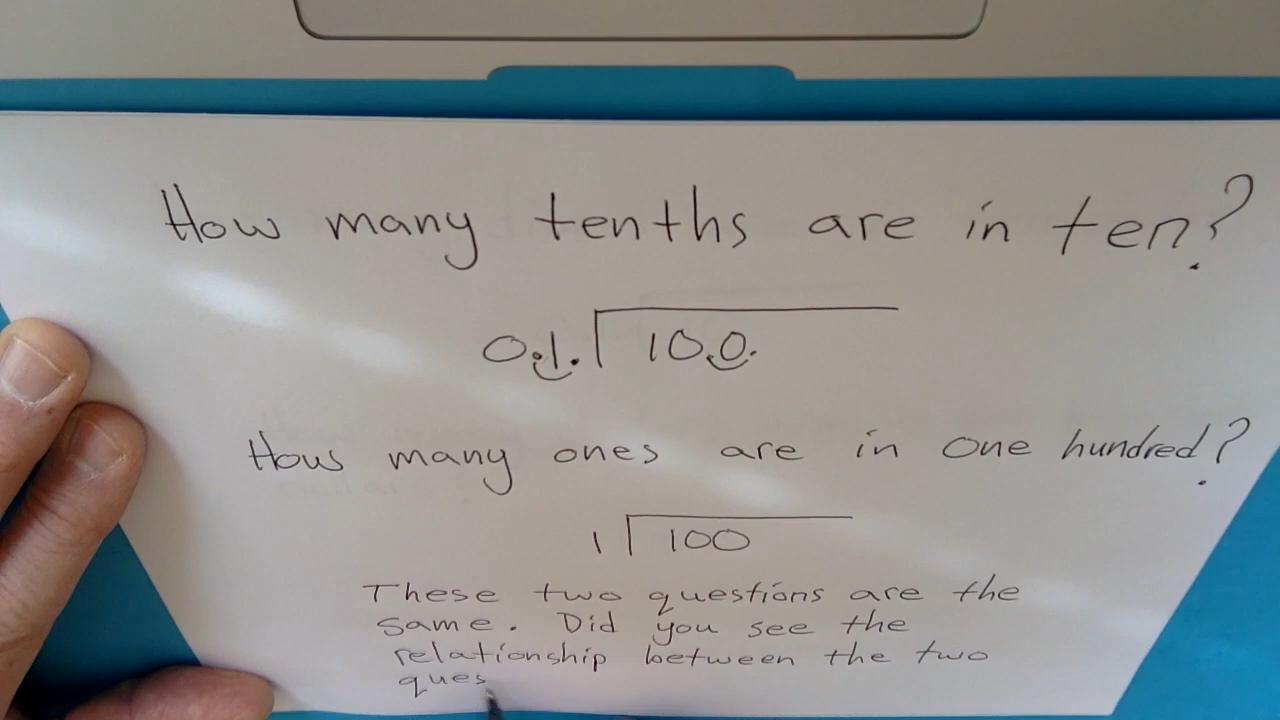 How many tenths are in ten?
0.1. 10.0.
How many ones are in one hundred?
1 100
These two questions are the
same. Did you see the
relationship between the two
ques